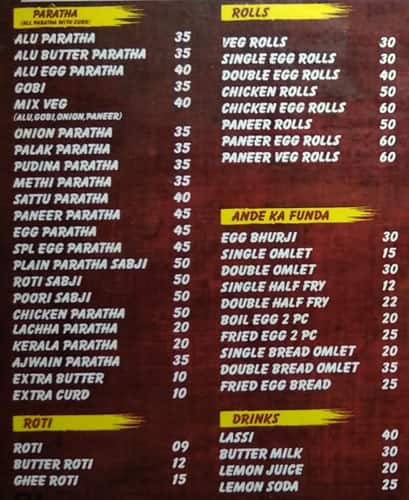 PARATHA
(ALL PARATHA WITH CURD)
ALU PARATHA 35
ALU BUTTER PARATHA 35
ALU EGG PARATHA 40
GOBI 35
MIX VEG 40
(ALU,GOBI,ONION,PANEER)
ONION PARATHA 35
PALAK PARATHA 35
PUDINA PARATHA 35
METHI PARATHA 35
SATTU PARATHA 40
PANEER PARATHA 45
EGG PARATHA 45
SPL EGG PARATHA 45
PLAIN PARATHA SABJI 50
ROTI SABJI 50
POORI SABJI 50
CHICKEN PARATHA 50
LACHHA PARATHA 20
KERALA PARATHA 20
AJWAIN PARATHA 35
EXTRA BUTTER 10
EXTRA CURD 10
ROTI
ROTI 09
BUTTER ROTI 12
GHEE ROTI 15
ROLLS
VEG ROLLS 30
SINGLE EGG ROLLS 30
DOUBLE EGG ROLLS 40
CHICKEN ROLLS 50
CHICKEN EGG ROLLS 60
PANEER ROLLS 50
PANEER EGG ROLLS 60
PANEER VEG ROLLS 60
ANDE KA FUNDA
EGG BHURJI 30
SINGLE OMLET 15
DOUBLE OMLET 30
SINGLE HALF FRY 12
DOUBLE HALF FRY 22
BOIL EGG 2 PC 20
FRIED EGG 2 PC 25
SINGLE BREAD OMLET 20
DOUBLE BREAD OMLET 35
FRIED EGG BREAD 25
DRINKS
LASSI 40
BUTTER MILK 30
LEMON JUICE 20
LEMON SODA 25